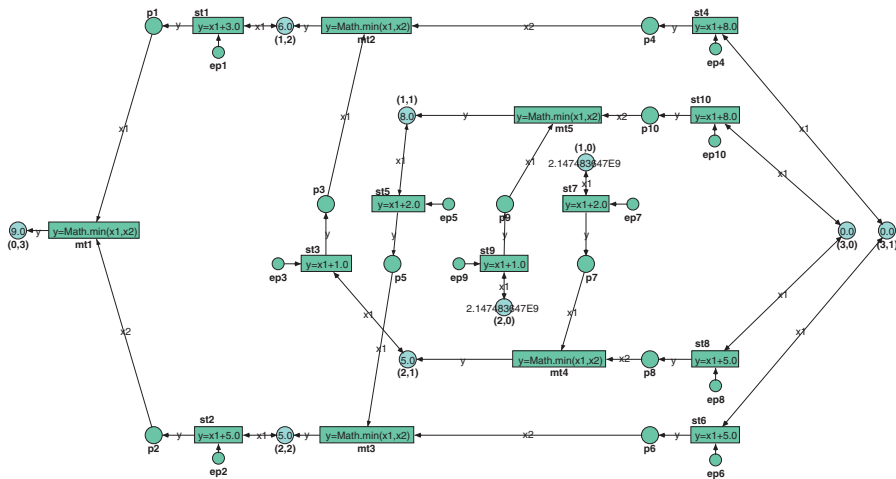 p1
st1
st4
y
y=x1+3.0
x1
6.0
y
y=Math.min(x1,x2)
x2
y
y=x1+8.0
(1,2)
mt2
p4
ep1
ep4
(1,1)
st10
8.0
y
y=Math.min(x1,x2)
x2
y
y=x1+8.0
mt5
p10
x1
x1
x1
(1,0)
ep10
x1
2.147483647E9
x1
x1
x1
p3
st5
st7
y=x1+2.0
ep5
p9
y=x1+2.0
ep7
9.0
y
y=Math.min(x1,x2)
0.0
0.0
(0,3)
mt1
y
y
y
y
(3,0)
(3,1)
st3
st9
ep3
y=x1+1.0
p5
ep9
y=x1+1.0
p7
x1
x1
2.147483647E9
(2,0)
x1
x1
x1
x1
x1
x2
st8
5.0
y
y=Math.min(x1,x2)
x2
y
y=x1+5.0
(2,1)
mt4
p8
ep8
st2
st6
y
y=x1+5.0
x1
5.0
y
y=Math.min(x1,x2)
x2
y
y=x1+5.0
p2
(2,2)
mt3
p6
ep2
ep6